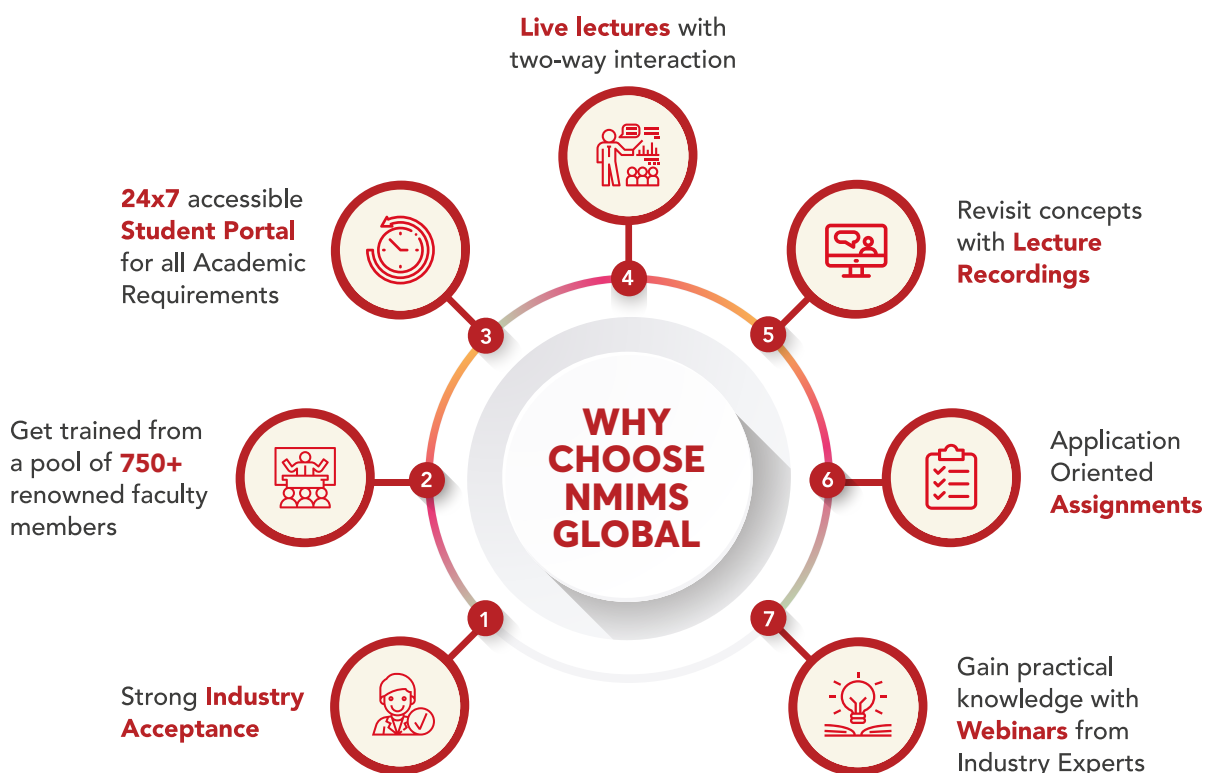 WHY
CHOOSE
NMIMS
GLOBAL
1
Strong Industry
Acceptance
2
Get trained from
a pool of 750+
renowned faculty
members
3
24x7 accessible
Student Portal
for all Academic
Requirements
4
Live lectures with
two-way interaction
5
Revisit concepts
with Lecture
Recordings
6
Application
Oriented
Assignments
7
Gain practical
knowledge with
Webinars from
Industry Experts